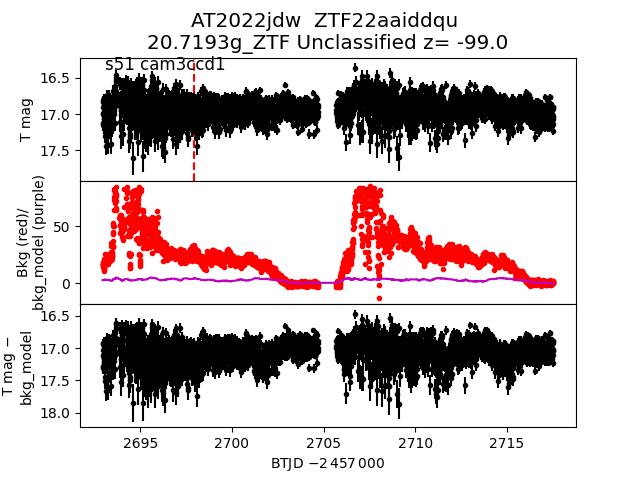 AT2022jdw ZTF22aaiddqu
20.7193g_ZTF Unclassified z= -99.0
s51 cam3ccd1
T mag
16.5
17.0
17.5
Bkg (red)/
bkg_model (purple)
50
0
T mag −
bkg_model
16.5
17.0
17.5
18.0
2695
2700
2705
2710
2715
BTJD −2 457 000